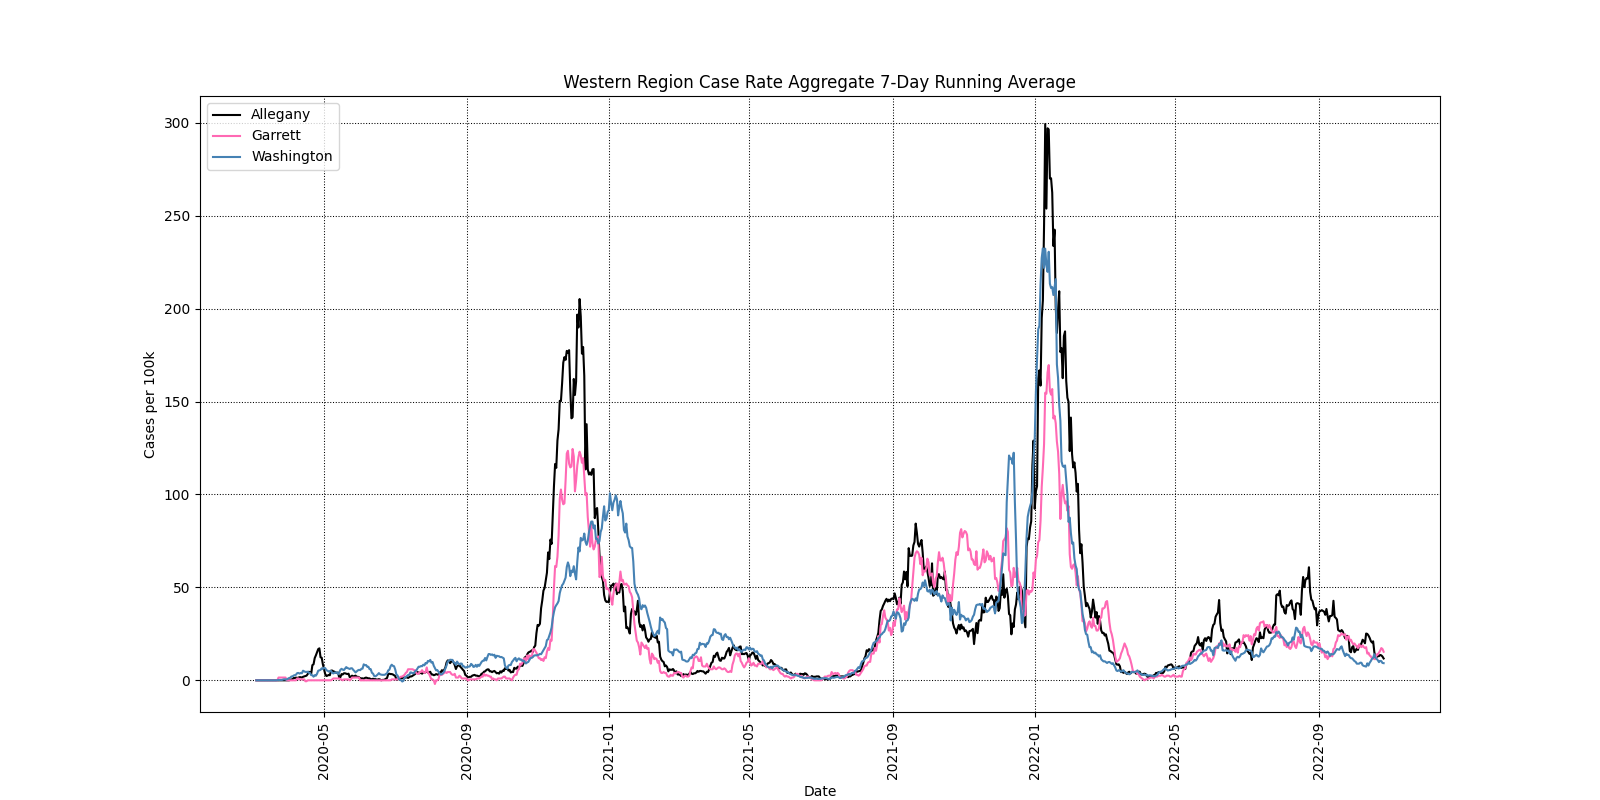 Western Region Case Rate Aggregate 7-Day Running Average
Allegany
Garrett
Washington
300
250
200
150
100
50
0
Cases per 100k
2020-05
2020-09
2021-01
2021-05
2021-09
2022-01
2022-05
2022-09
Date